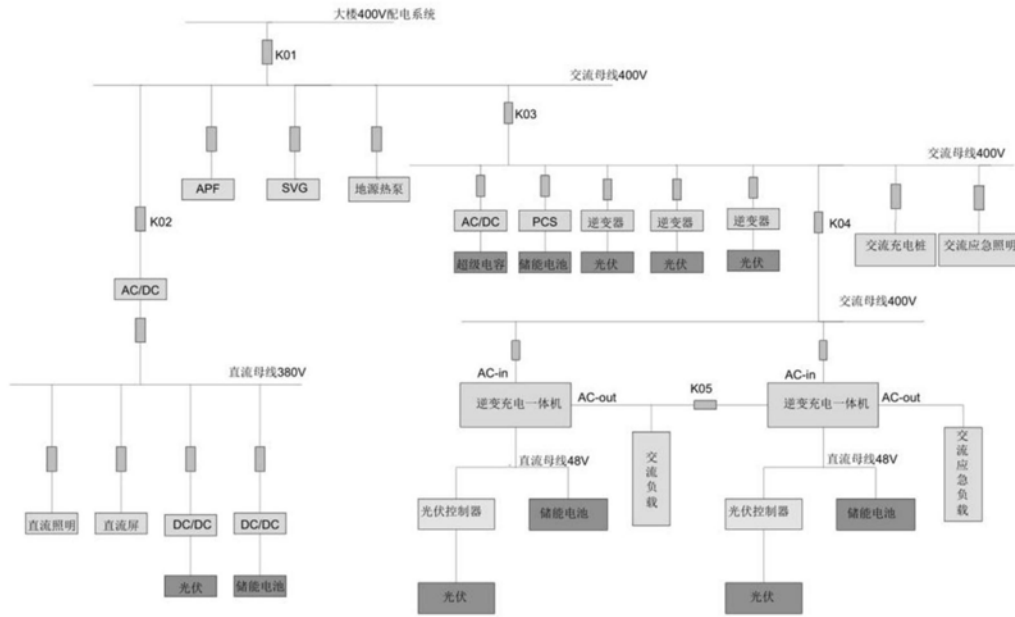 大楼400V配电系统
K01
交流母线400V
K03
APF
SVG
地源热泵
K02
交流母线400V
AC/DC
PCS
逆变器
逆变器
逆变器
K04
交流充电桩
交流应急照明
超级电容
储能电池
光伏
光伏
光伏
AC/DC
交流母线400V
直流母线380V
AC-in
AC-in
逆变充电一体机
AC-out
K05
逆变充电一体机
AC-out
交流负载
交流应急负载
直流母线48V
直流母线48V
光伏控制器
储能电池
光伏控制器
储能电池
直流照明
直流屏
DC/DC
DC/DC
光伏
储能电池
光伏
光伏